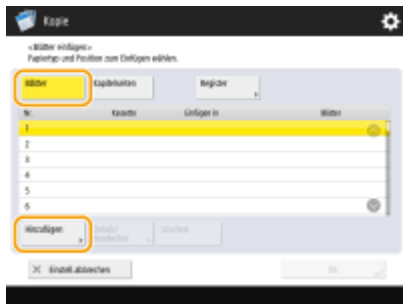 Kopie
<Blätter einfügen>
Papiertyp und Position zum Einfügen wählen.
Blätter Kapitelseiten Register
Nr. Kassette Einfügen in Blätter
1
2
3
4
5
6
Hinzufügen Details/ Löschen
Bearbeiten
Einstell. abbrechen OK